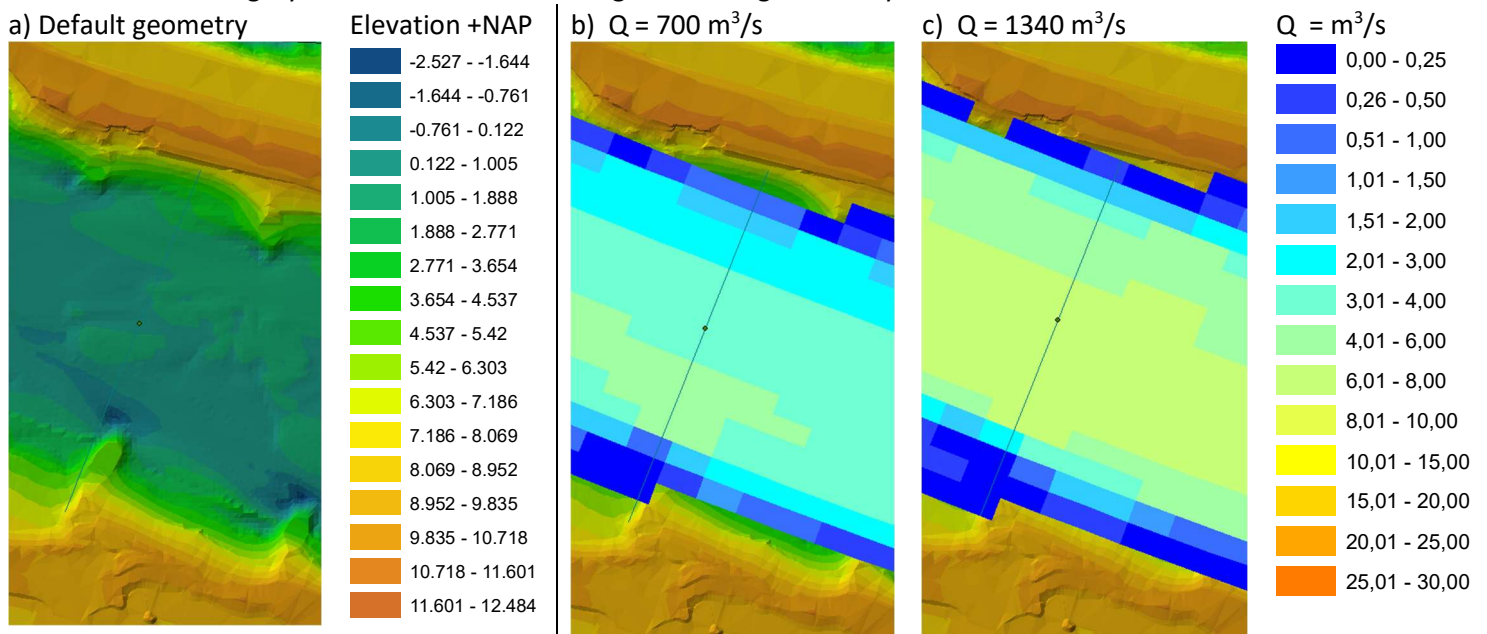 a) Default geometry
Elevation +NAP
-2.527 - -1.644
-1.644 - -0.761
-0.761 - 0.122
0.122 - 1.005
1.005 - 1.888
1.888 - 2.771
2.771 - 3.654
3.654 - 4.537
4.537 - 5.42
5.42 - 6.303
6.303 - 7.186
7.186 - 8.069
8.069 - 8.952
8.952 - 9.835
9.835 - 10.718
10.718 - 11.601
11.601 - 12.484
b) Q = 700 m³/s
c) Q = 1340 m³/s
Q = m³/s
0,00 - 0,25
0,26 - 0,50
0,51 - 1,00
1,01 - 1,50
1,51 - 2,00
2,01 - 3,00
3,01 - 4,00
4,01 - 6,00
6,01 - 8,00
8,01 - 10,00
10,01 - 15,00
15,01 - 20,00
20,01 - 25,00
25,01 - 30,00